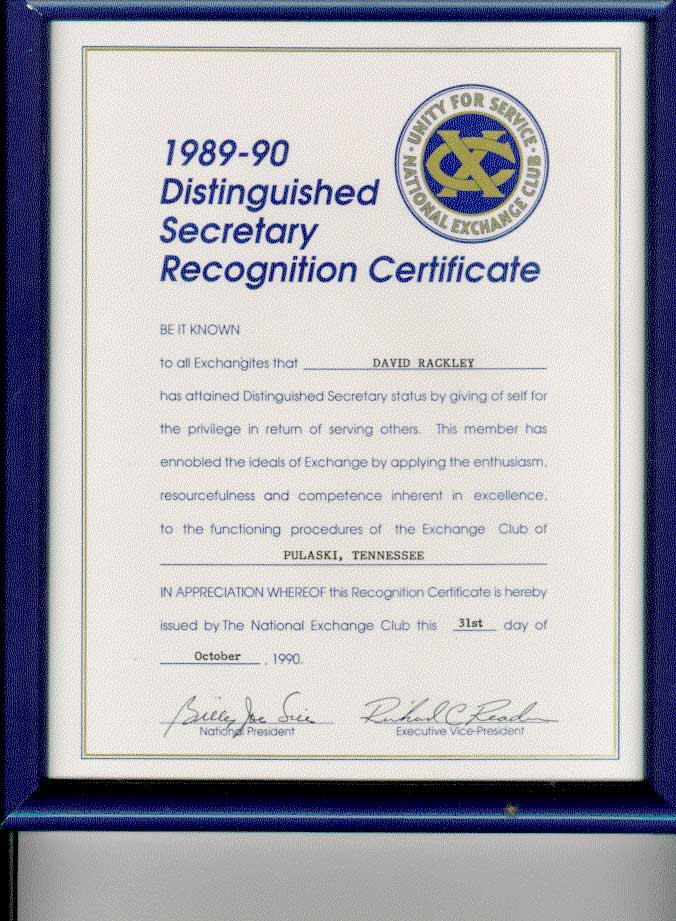 UNITY FOR SERVICE
NATIONAL EXCHANGE CLUB
1989-90
Distinguished
Secretary
Recognition Certificate
BE IT KNOWN
to all Exchangites that DAVID RACKLEY
has attained Distinguished Secretary status by giving of self for
the privilege in return of serving others. This member has
ennobled the ideals of Exchange by applying the enthusiasm,
resourcefulness and competence inherent in excellence,
to the functioning procedures of the Exchange Club of
PULASKI, TENNESSEE
IN APPRECIATION WHEREOF this Recognition Certificate is hereby
issued by The National Exchange Club this 31st day of
October, 1990.
Billy Joe Richard C
National President Executive Vice-President